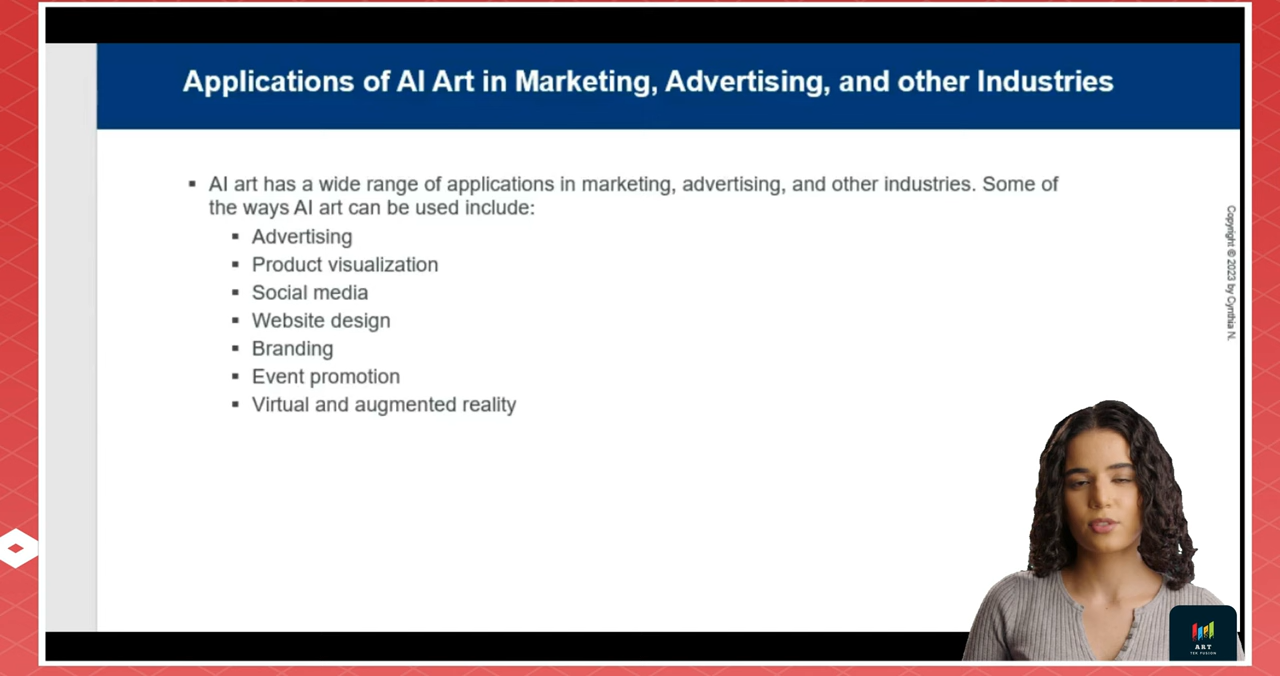 Applications of AI Art in Marketing, Advertising, and other Industries
▪ AI art has a wide range of applications in marketing, advertising, and other industries. Some of
the ways AI art can be used include:
▪ Advertising
▪ Product visualization
▪ Social media
▪ Website design
▪ Branding
▪ Event promotion
▪ Virtual and augmented reality
Copyright © 2023 by Cynthia N.
ART
TEK FUSION